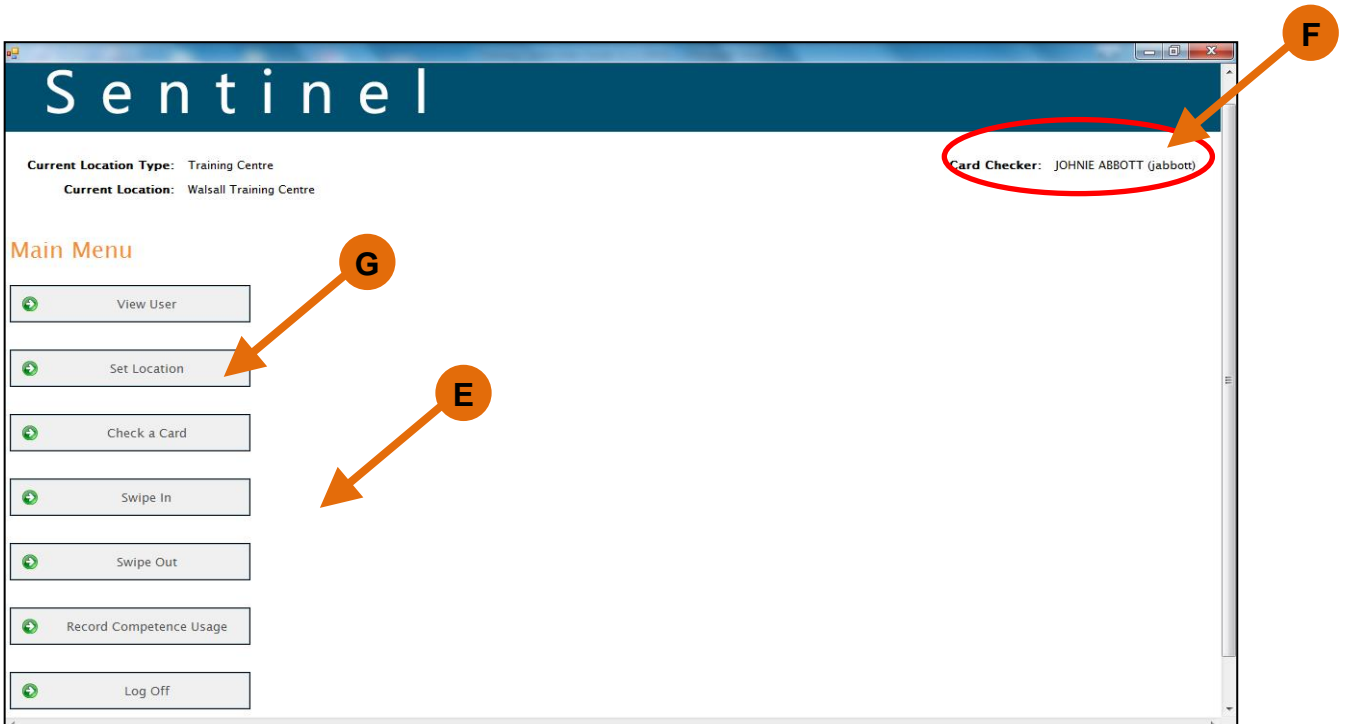 F
Sentinel
Current Location Type: Training Centre
Card Checker: JOHNIE ABBOTT (jabbott)
Current Location: Walsall Training Centre
Main Menu
G
View User
Set Location
E
Check a Card
Swipe In
Swipe Out
Record Competence Usage
Log Off